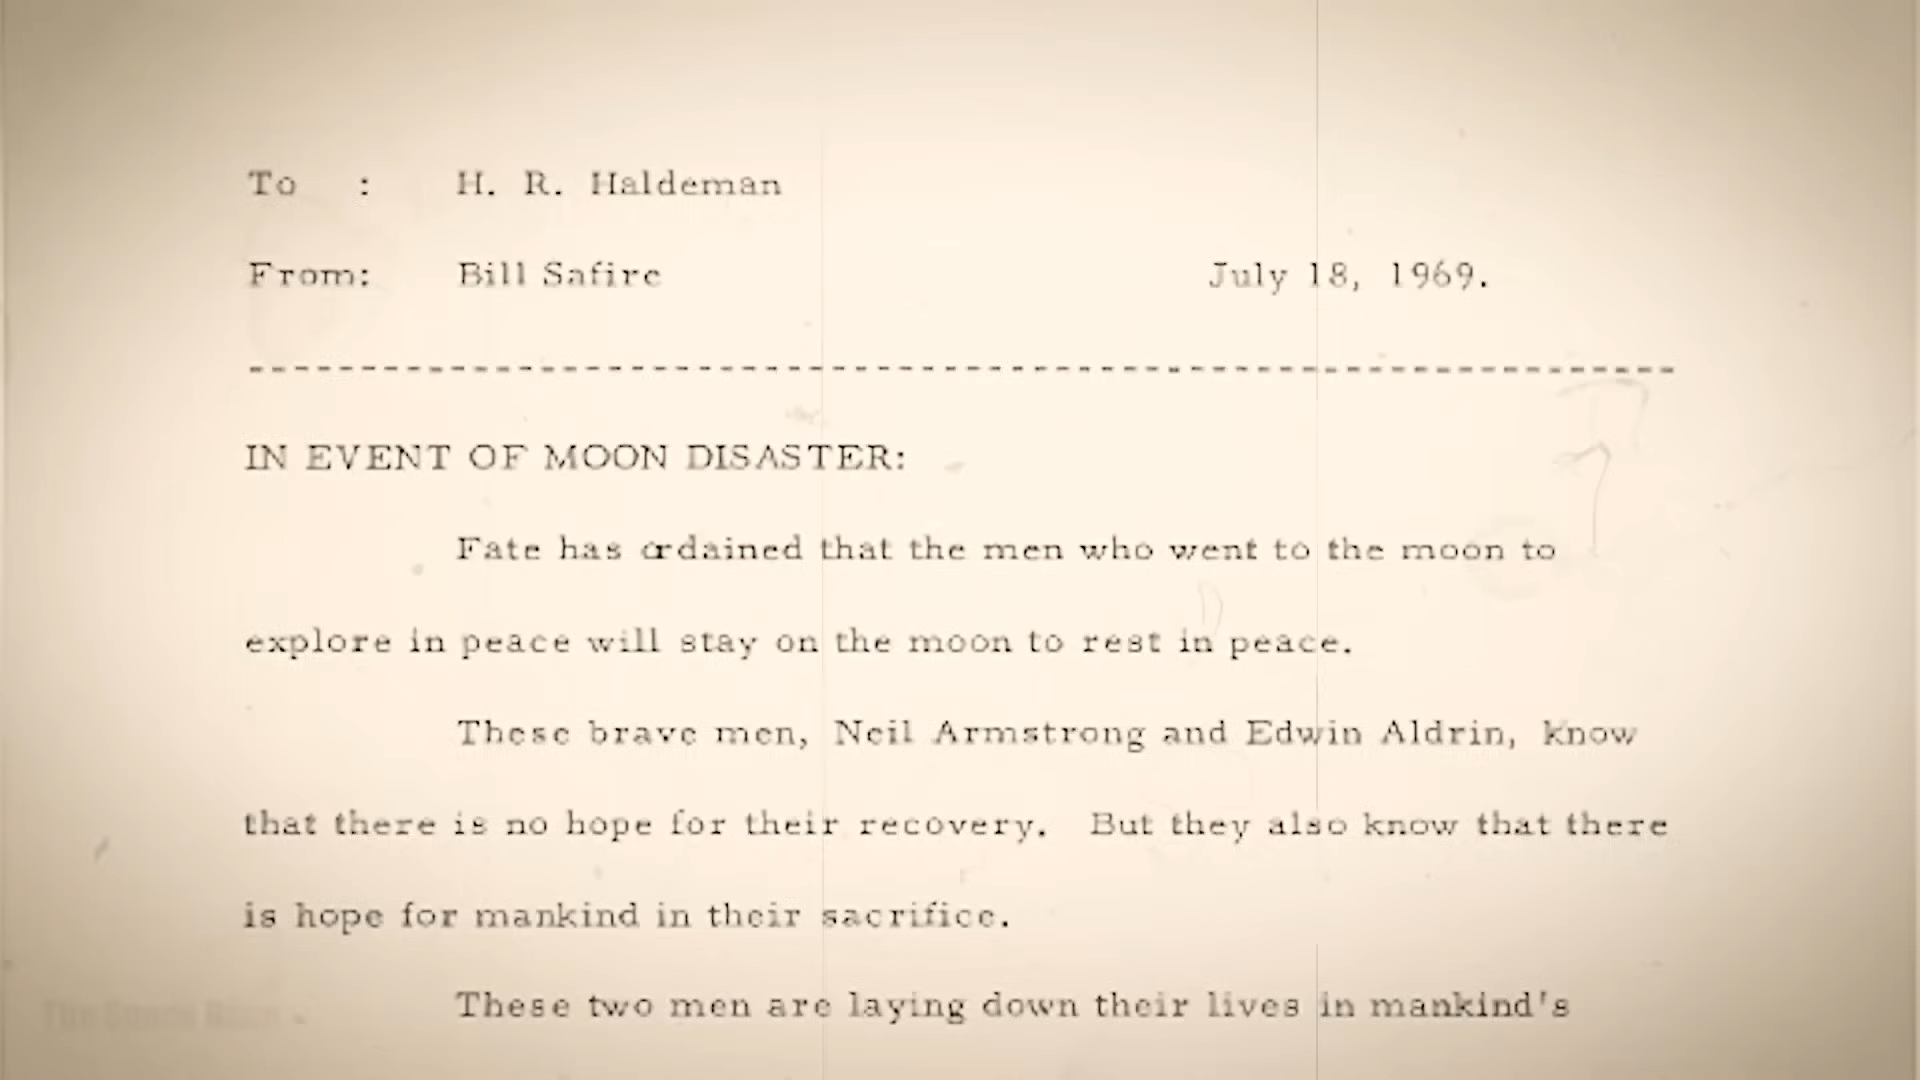 To : H. R. Haldeman
From: Bill Safire July 18, 1969.
--------------------------------------------------
IN EVENT OF MOON DISASTER:
Fate has ordained that the men who went to the moon to
explore in peace will stay on the moon to rest in peace.
These brave men, Neil Armstrong and Edwin Aldrin, know
that there is no hope for their recovery. But they also know that there
is hope for mankind in their sacrifice.
These two men are laying down their lives in mankind's